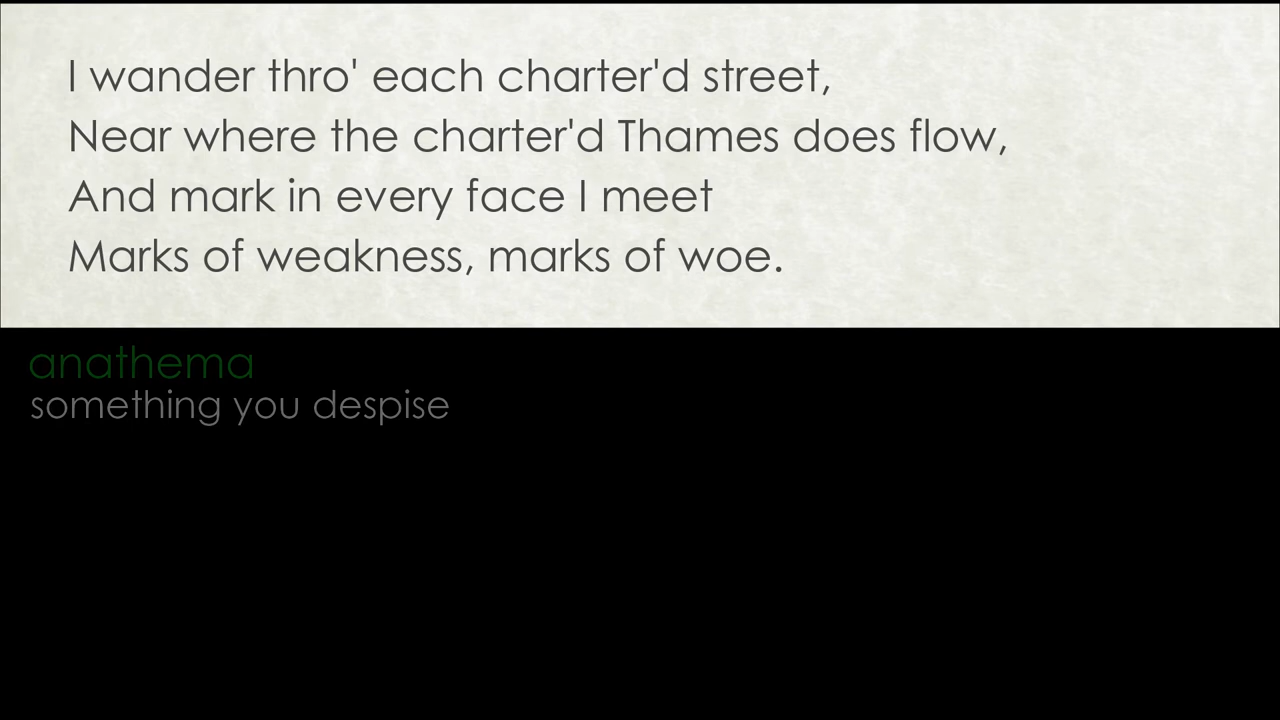 I wander thro' each charter'd street,
Near where the charter'd Thames does flow,
And mark in every face I meet
Marks of weakness, marks of woe.
anathema
something you despise